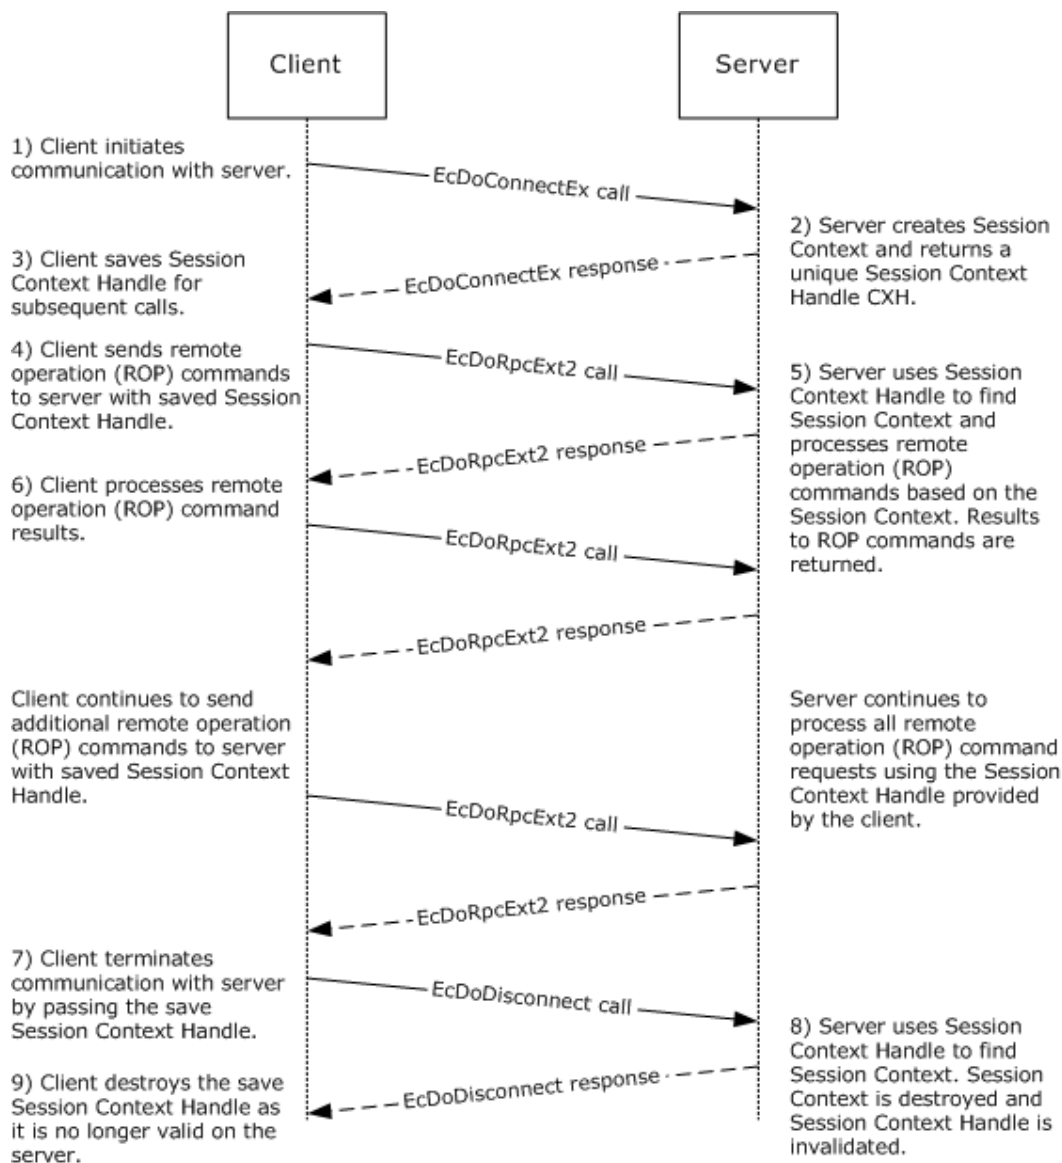 Client
Server
1) Client initiates
communication with server.
EcDoConnectEx call
2) Server creates Session
Context and returns a
unique Session Context
Handle CXH.
EcDoConnectEx response
3) Client saves Session
Context Handle for
subsequent calls.
4) Client sends remote
operation (ROP) commands
to server with saved Session
Context Handle.
EcDoRpcExt2 call
5) Server uses Session
Context Handle to find
Session Context and
processes remote
operation (ROP)
commands based on the
Session Context. Results
to ROP commands are
returned.
EcDoRpcExt2 response
6) Client processes remote
operation (ROP) command
results.
EcDoRpcExt2 call
EcDoRpcExt2 response
Client continues to send
additional remote operation
(ROP) commands to server
with saved Session Context
Handle.
Server continues to
process all remote
operation (ROP) command
requests using the Session
Context Handle provided
by the client.
EcDoRpcExt2 call
EcDoRpcExt2 response
7) Client terminates
communication with server
by passing the save
Session Context Handle.
EcDoDisconnect call
8) Server uses Session
Context Handle to find
Session Context. Session
Context is destroyed and
Session Context Handle is
invalidated.
EcDoDisconnect response
9) Client destroys the save
Session Context Handle as
it is no longer valid on the
server.